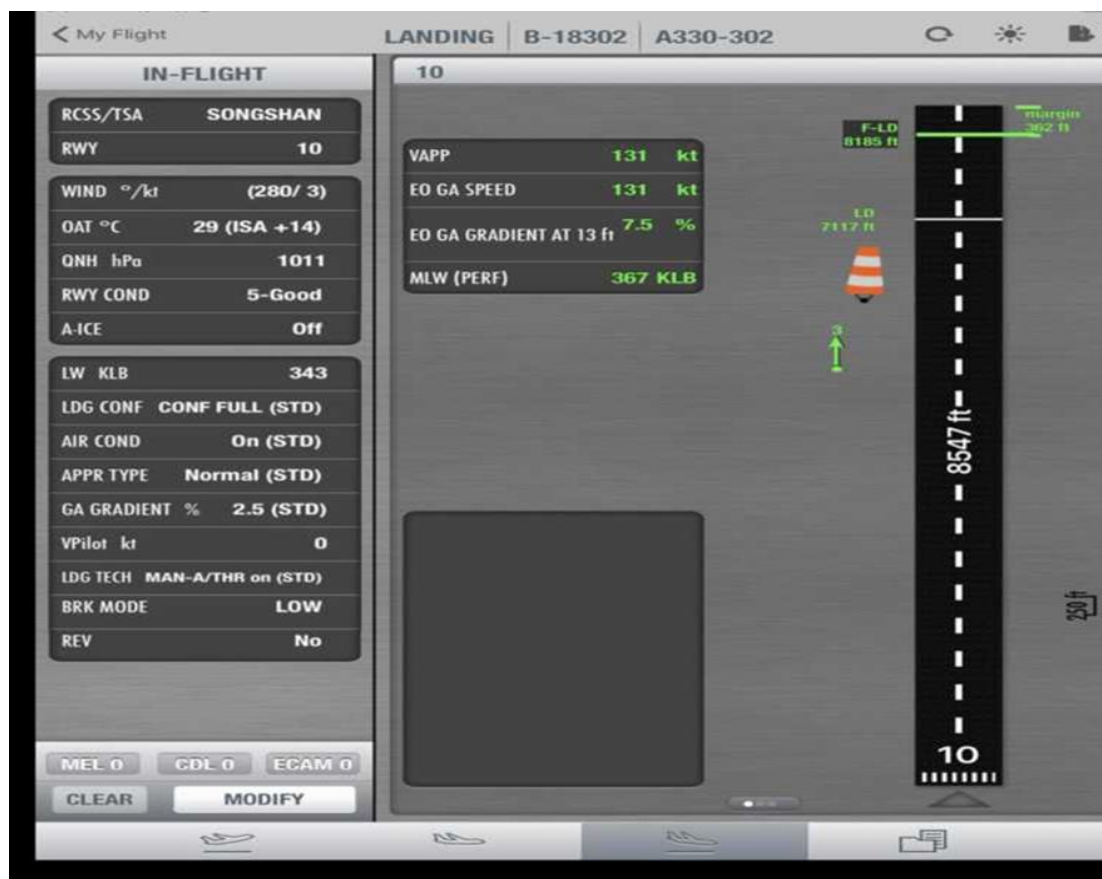 My Flight
LANDING B-18302 A330-302
IN-FLIGHT
RCSS/TSA SONGSHAN
RWY 10
WIND °/kt (280/ 3)
OAT °C 29 (ISA +14)
QNH hPa 1011
RWY COND 5-Good
A-ICE Off
LW KLB 343
LDG CONF CONF FULL (STD)
AIR COND On (STD)
APPR TYPE Normal (STD)
GA GRADIENT % 2.5 (STD)
VPilot kt 0
LDG TECH MAN-A/THR on (STD)
BRK MODE LOW
REV No
MEL 0 CDL 0 ECAM 0
CLEAR MODIFY
10
VAPP 131 kt
EO GA SPEED 131 kt
EO GA GRADIENT AT 13 ft 7.5 %
MLW (PERF) 367 KLB
margin
362 ft
F-LD
8185 ft
LD
7117 ft
3
8547 ft
250 ft
10